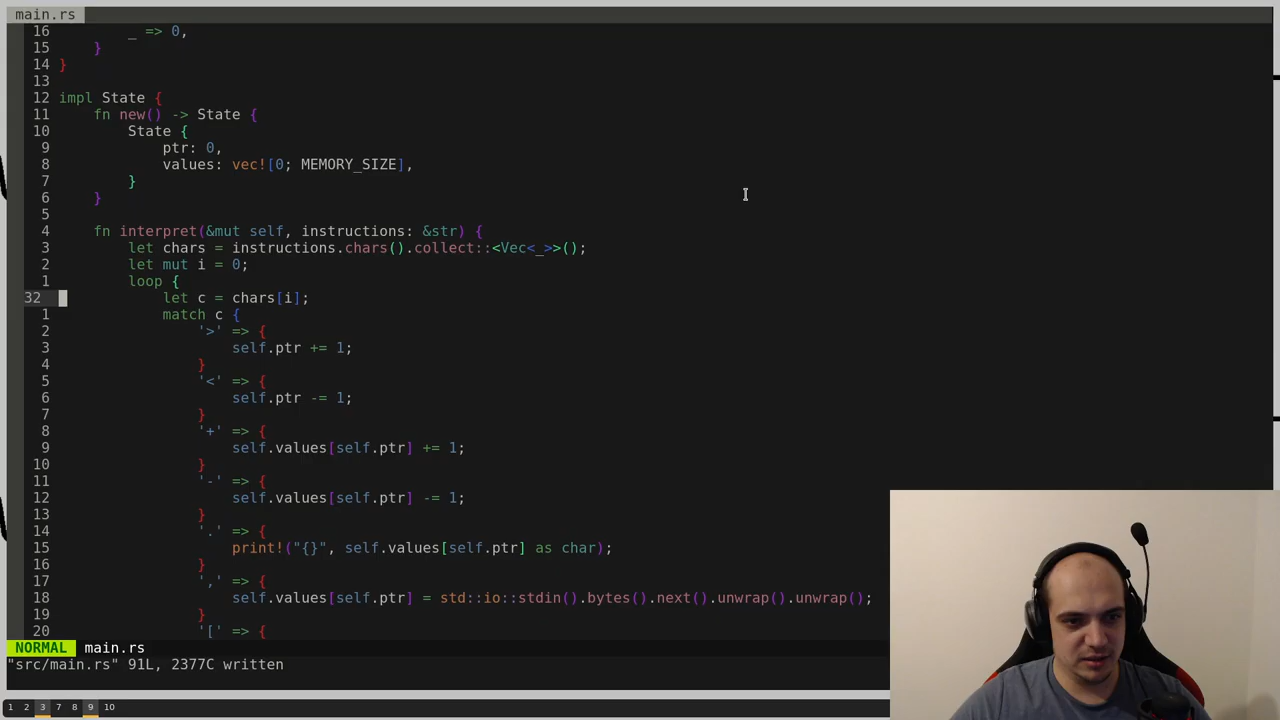 main.rs
16 _ => 0,
15 }
14 }
13
12 impl State {
11 fn new() -> State {
10 State {
9 ptr: 0,
8 values: vec![0; MEMORY_SIZE],
7 }
6 }
5
4 fn interpret(&mut self, instructions: &str) {
3 let chars = instructions.chars().collect::<Vec<_>>();
2 let mut i = 0;
1 loop {
32 let c = chars[i];
1 match c {
2 '>' => {
3 self.ptr += 1;
4 }
5 '<' => {
6 self.ptr -= 1;
7 }
8 '+' => {
9 self.values[self.ptr] += 1;
10 }
11 '-' => {
12 self.values[self.ptr] -= 1;
13 }
14 '.' => {
15 print!("{}", self.values[self.ptr] as char);
16 }
17 ',' => {
18 self.values[self.ptr] = std::io::stdin().bytes().next().unwrap().unwrap();
19 }
20 '[' => {
NORMAL main.rs
"src/main.rs" 91L, 2377C written
1 2 3 7 8 9 10